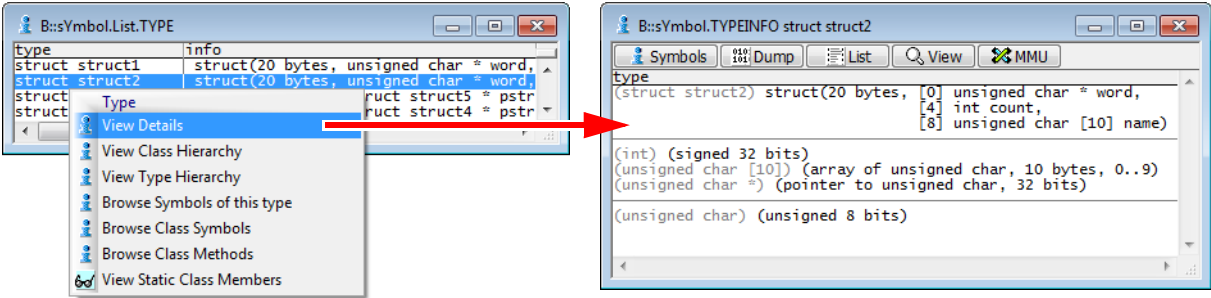 B::sYmbol.List.TYPE
type info
struct struct1 struct(20 bytes, unsigned char * word,
struct struct2 struct(20 bytes, unsigned char * word,
struct ruct struct5 * pstr
struct ruct struct4 * pstr
Type
View Details
View Class Hierarchy
View Type Hierarchy
Browse Symbols of this type
Browse Class Symbols
Browse Class Methods
View Static Class Members
B::sYmbol.TYPEINFO struct struct2
Symbols Dump List View MMU
type
(struct struct2) struct(20 bytes, [0] unsigned char * word,
[4] int count,
[8] unsigned char [10] name)
(int) (signed 32 bits)
(unsigned char [10]) (array of unsigned char, 10 bytes, 0..9)
(unsigned char *) (pointer to unsigned char, 32 bits)
(unsigned char) (unsigned 8 bits)